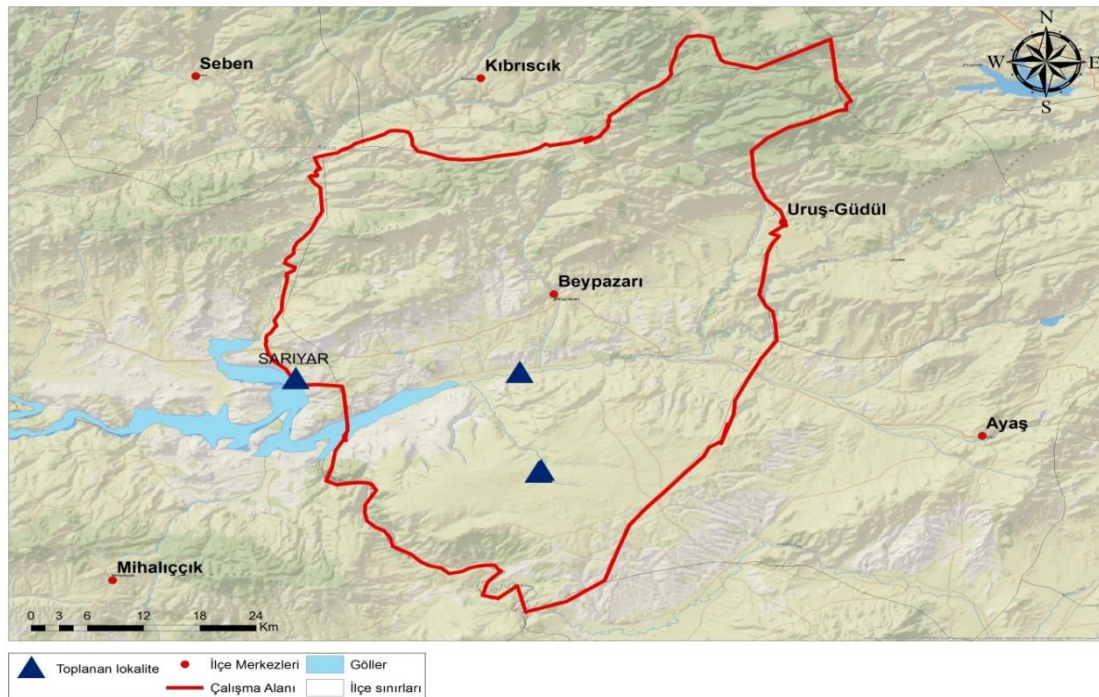 N
W E
S
Seben
Kıbrıscık
Uruş-Güdül
Beypazarı
SARIYAR
Ayaş
Mihalıççık
0 3 6 12 18 24
Km
Toplanan lokalite
İlçe Merkezleri
Göller
Çalışma Alanı
İlçe sınırları